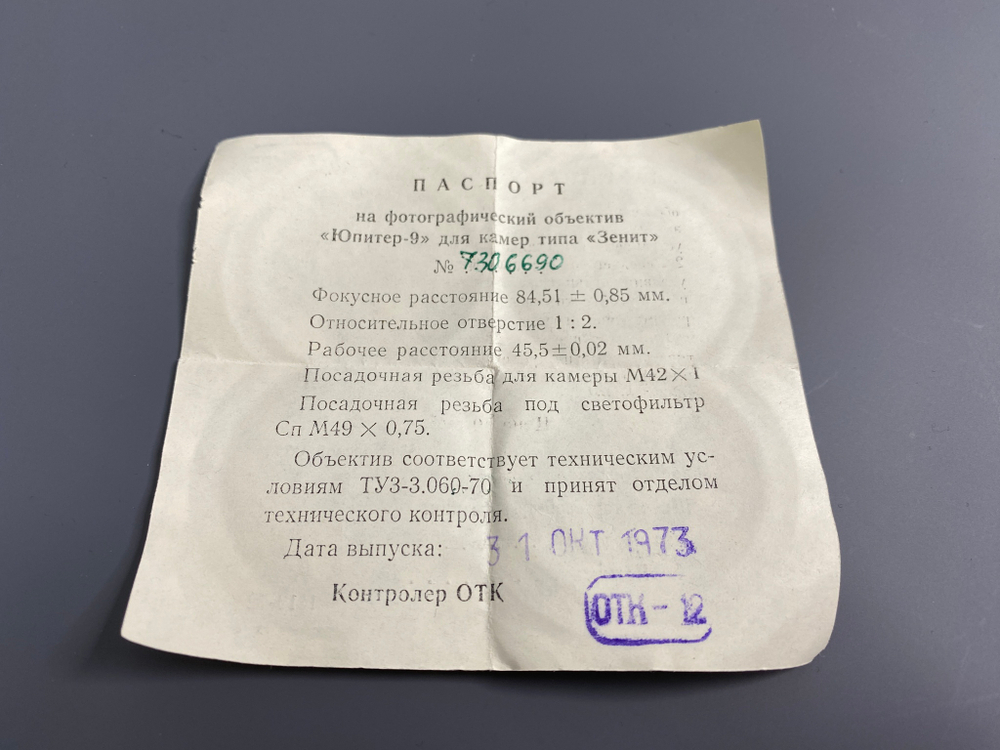 ПАСПОРТ
на фотографический объектив
«Юпитер-9» для камер типа «Зенит»
№ 7306690
Фокусное расстояние 84,51 ± 0,85 мм.
Относительное отверстие 1 : 2.
Рабочее расстояние 45,5±0,02 мм.
Посадочная резьба для камеры М42×1
Посадочная резьба под светофильтр
Сп М49 × 0,75.
Объектив соответствует техническим ус-
ловиям ТУ3-3.060-70 и принят отделом
технического контроля.
Дата выпуска: 31 ОКТ 1973
Контролер ОТК
ОТК - 12